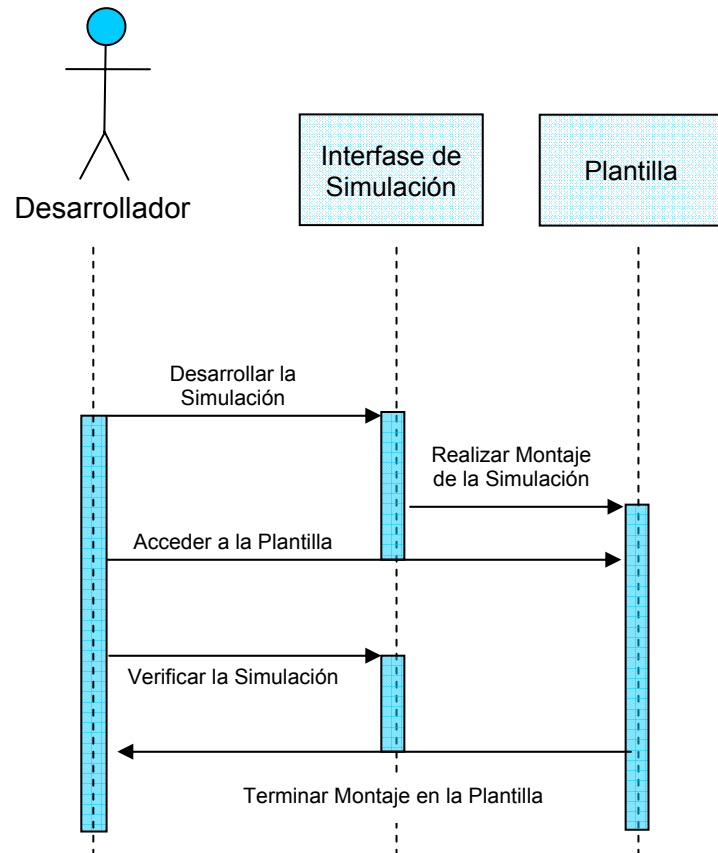 Desarrollador
Interfase de
Simulación
Plantilla
Desarrollar la
Simulación
Realizar Montaje
de la Simulación
Acceder a la Plantilla
Verificar la Simulación
Terminar Montaje en la Plantilla